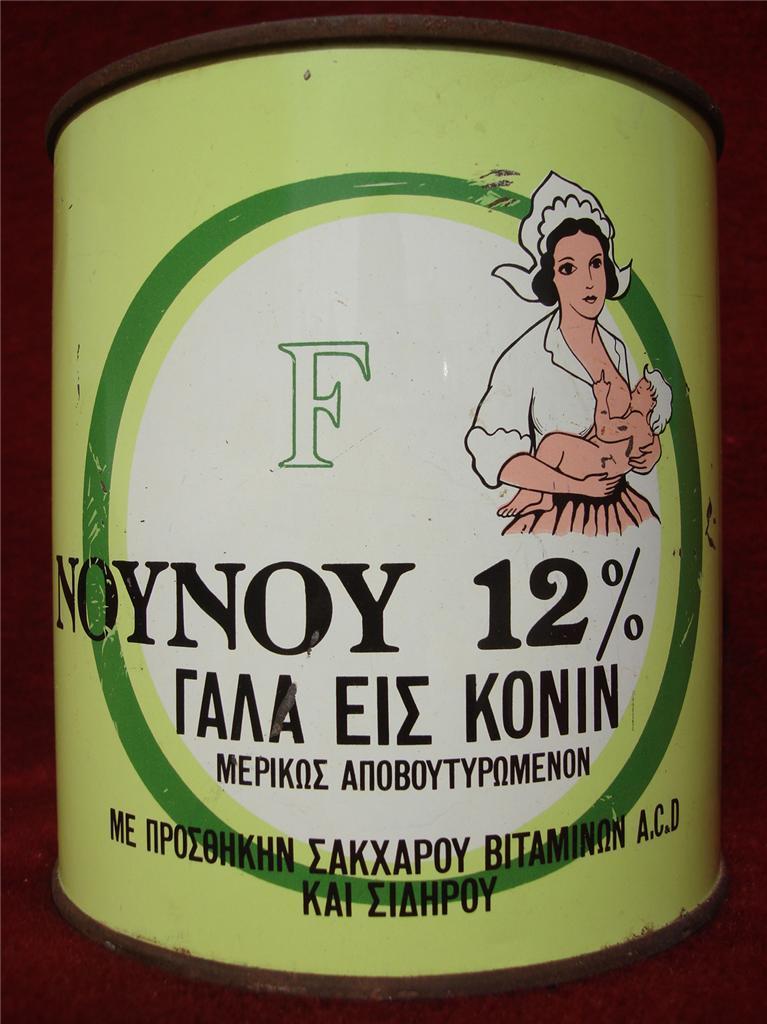 F
ΝΟΥΝΟΥ 12%
ΓΑΛΑ ΕΙΣ ΚΟΝΙΝ
ΜΕΡΙΚΩΣ ΑΠΟΒΟΥΤΥΡΩΜΕΝΟΝ
ΜΕ ΠΡΟΣΘΗΚΗΝ ΣΑΚΧΑΡΟΥ ΒΙΤΑΜΙΝΩΝ A.C.&D
ΚΑΙ ΣΙΔΗΡΟΥ